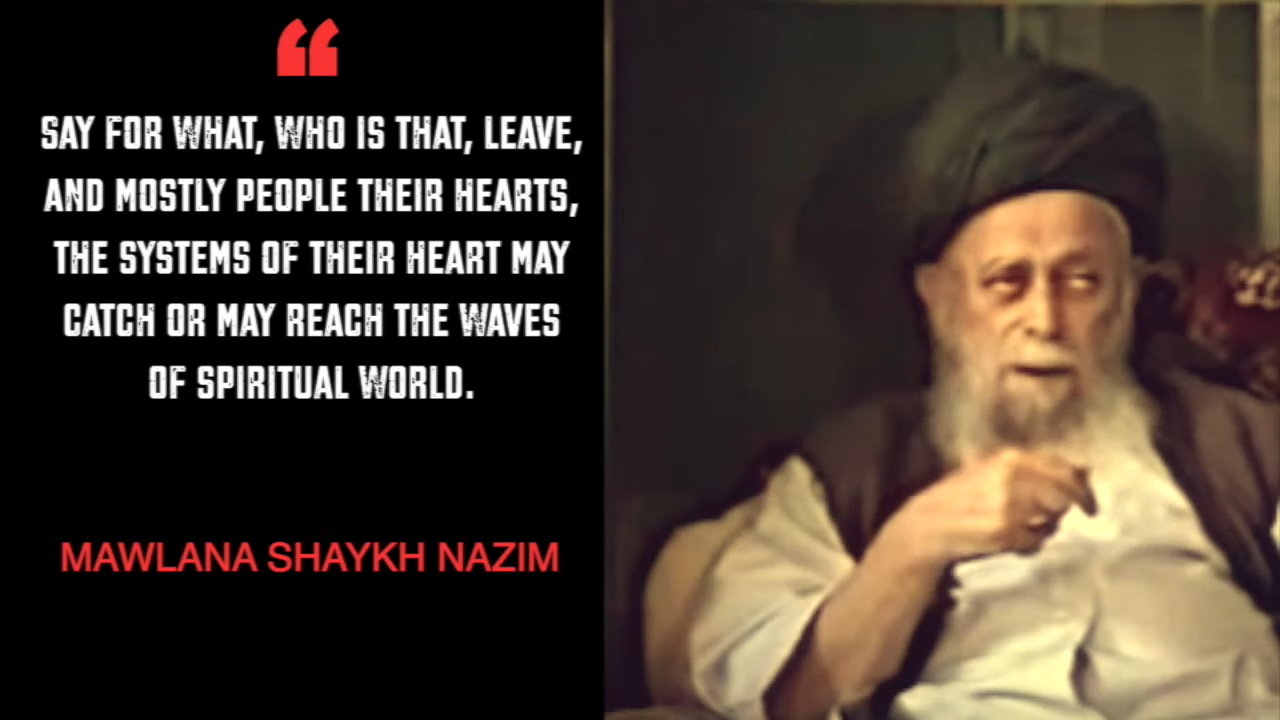 “
SAY FOR WHAT, WHO IS THAT, LEAVE,
AND MOSTLY PEOPLE THEIR HEARTS,
THE SYSTEMS OF THEIR HEART MAY
CATCH OR MAY REACH THE WAVES
OF SPIRITUAL WORLD.
MAWLANA SHAYKH NAZIM